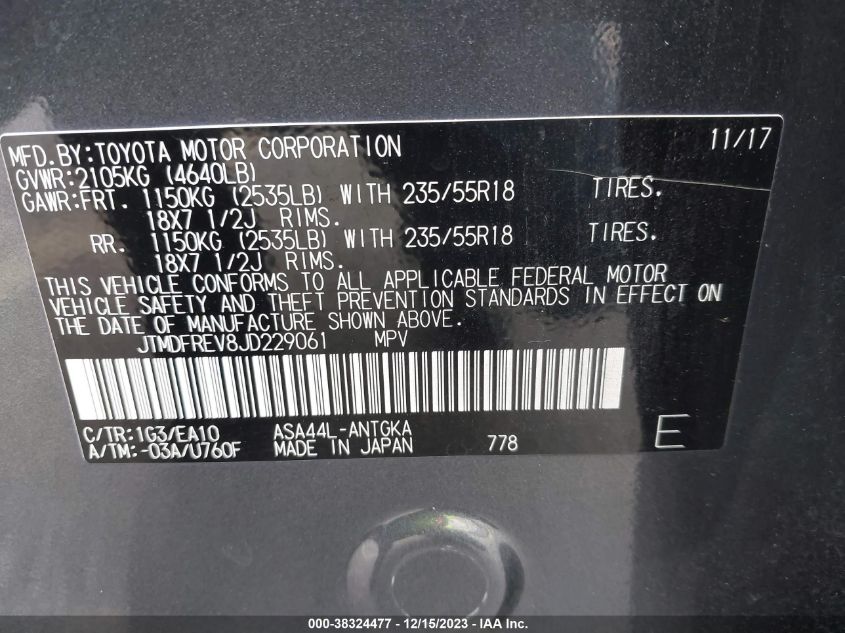 MFD.BY:TOYOTA MOTOR CORPORATION 11/17
GVWR:2105KG (4640LB)
GAWR:FRT. 1150KG (2535LB) WITH 235/55R18 TIRES.
18X7 1/2J RIMS.
RR. 1150KG (2535LB) WITH 235/55R18 TIRES.
18X7 1/2J RIMS.
THIS VEHICLE CONFORMS TO ALL APPLICABLE FEDERAL MOTOR
VEHICLE SAFETY AND THEFT PREVENTION STANDARDS IN EFFECT ON
THE DATE OF MANUFACTURE SHOWN ABOVE.
JTMDFREV8JD229061 MPV
C/TR:1G3/EA10 ASA44L-ANTGKA
A/TM:-03A/U760F MADE IN JAPAN 778 E
000-38324477 - 12/15/2023 - IAA Inc.